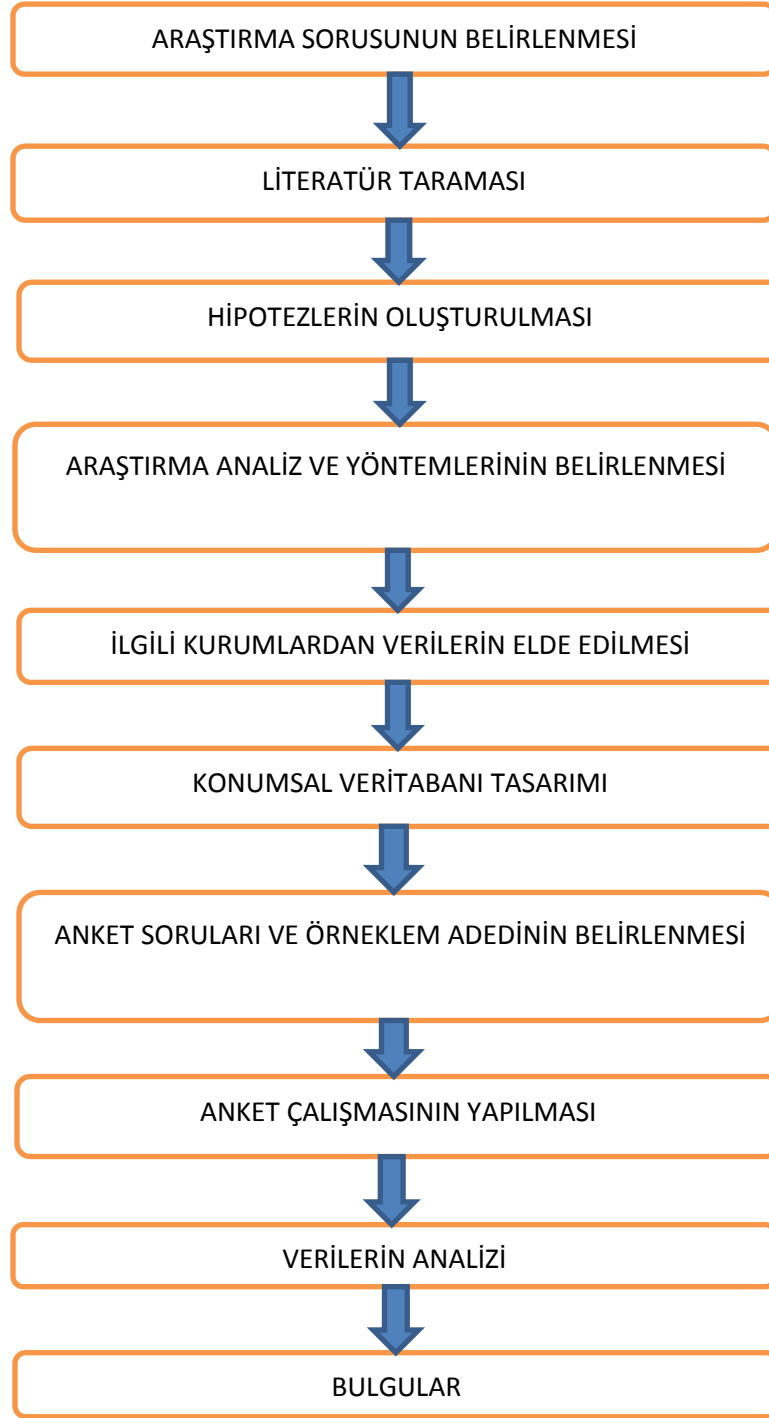 ARAŞTIRMA SORUSUNUN BELİRLENMESİ
LİTERATÜR TARAMASI
HİPOTEZLERİN OLUŞTURULMASI
ARAŞTIRMA ANALİZ VE YÖNTEMLERİNİN BELİRLENMESİ
İLGİLİ KURUMLARDAN VERİLERİN ELDE EDİLMESİ
KONUMSAL VERİTABANI TASARIMI
ANKET SORULARI VE ÖRNEKLEM ADEDİNİN BELİRLENMESİ
ANKET ÇALIŞMASININ YAPILMASI
VERİLERİN ANALİZİ
BULGULAR